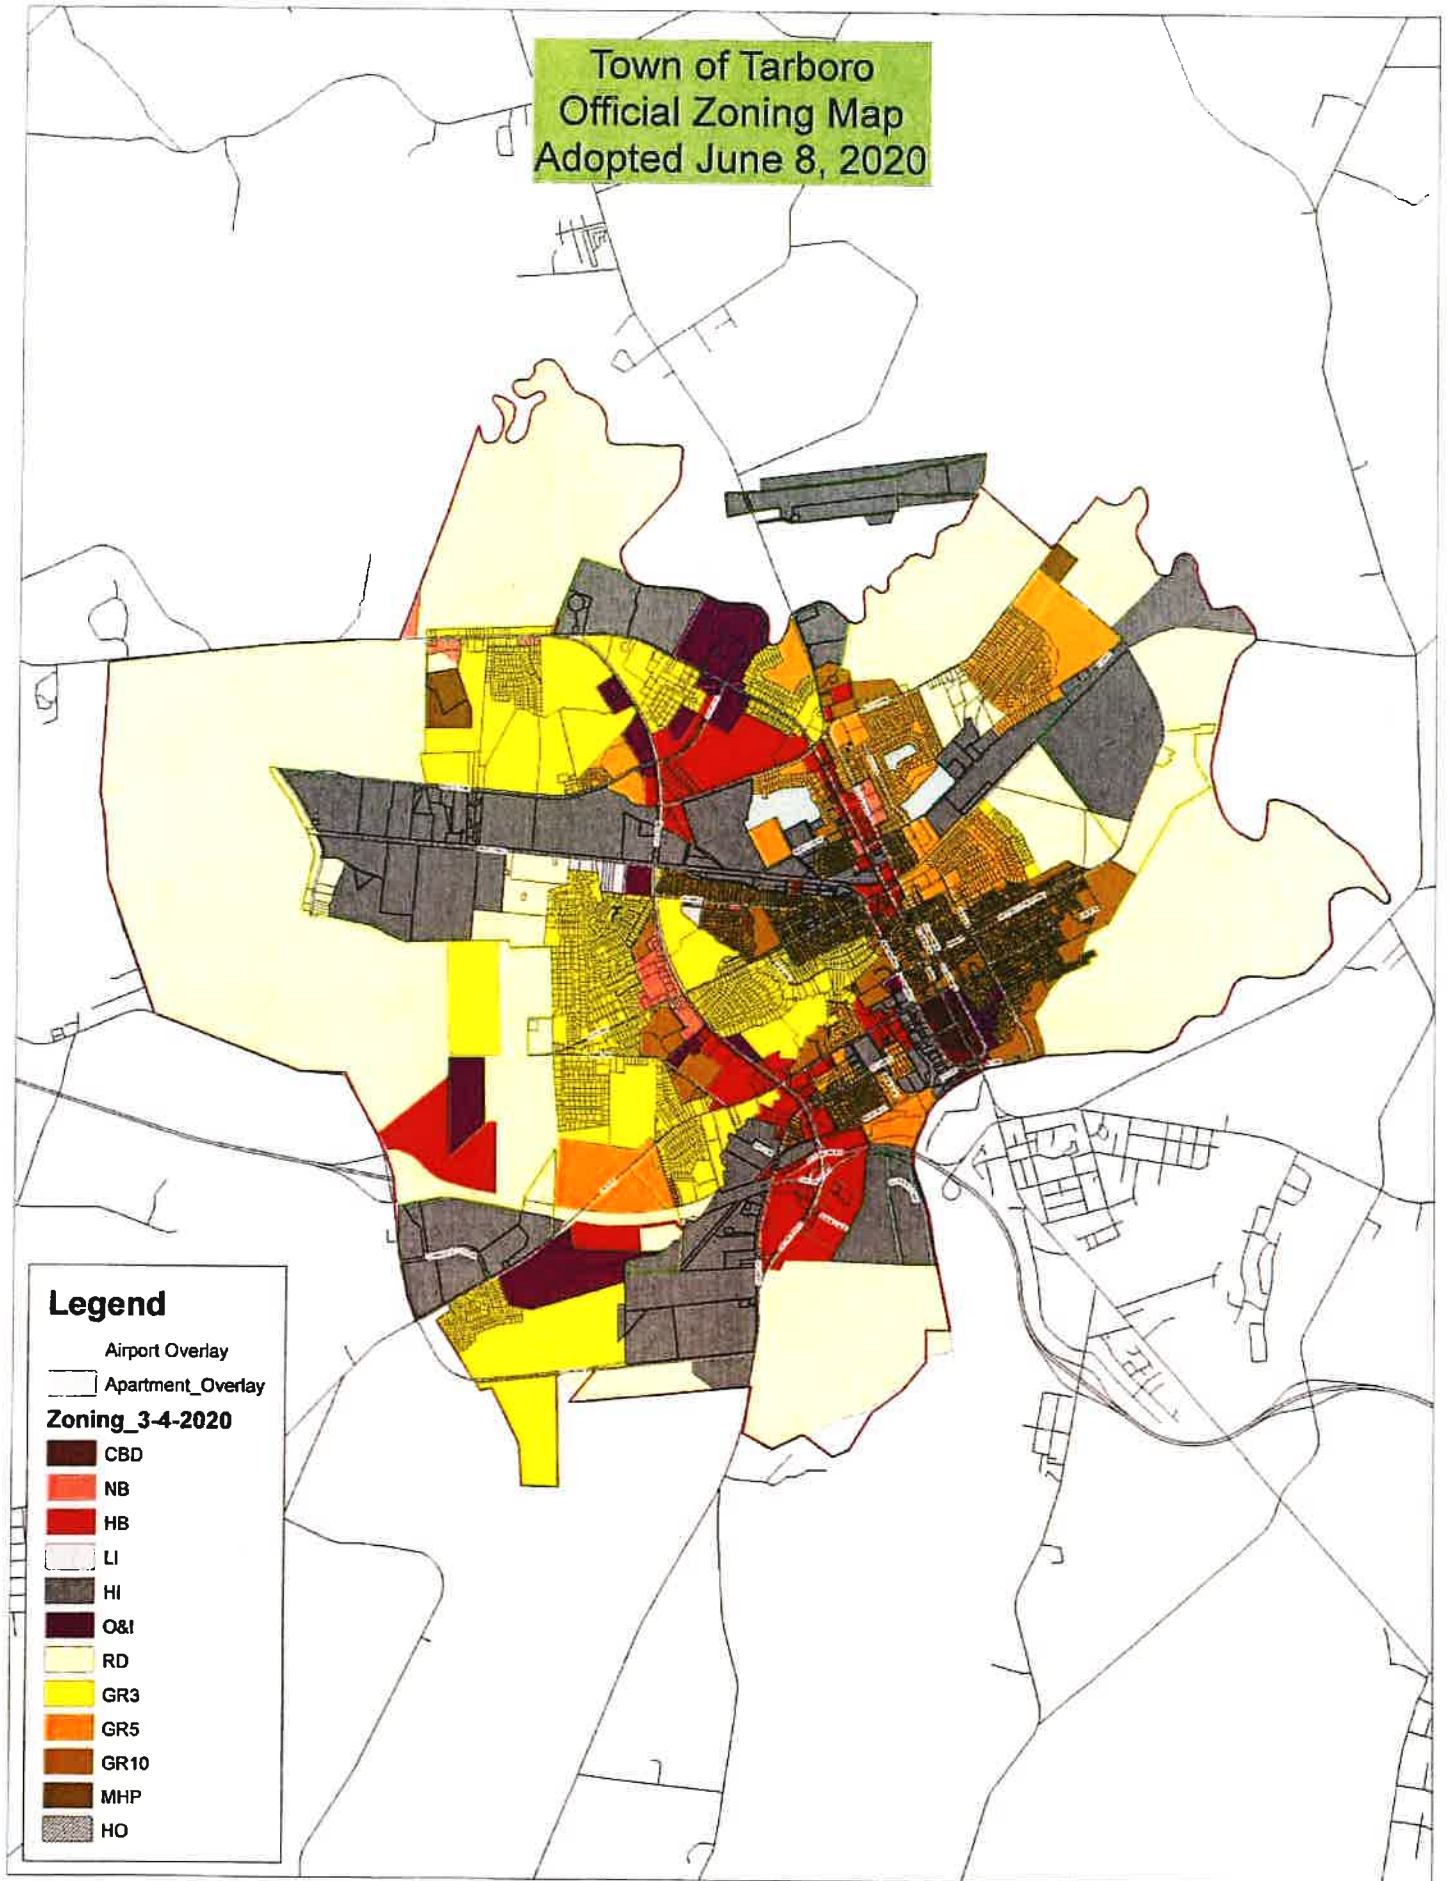 Town of Tarboro
Official Zoning Map
Adopted June 8, 2020
Legend
Airport Overlay
Apartment_Overlay
Zoning_3-4-2020
CBD
NB
HB
LI
HI
O&I
RD
GR3
GR5
GR10
MHP
HO